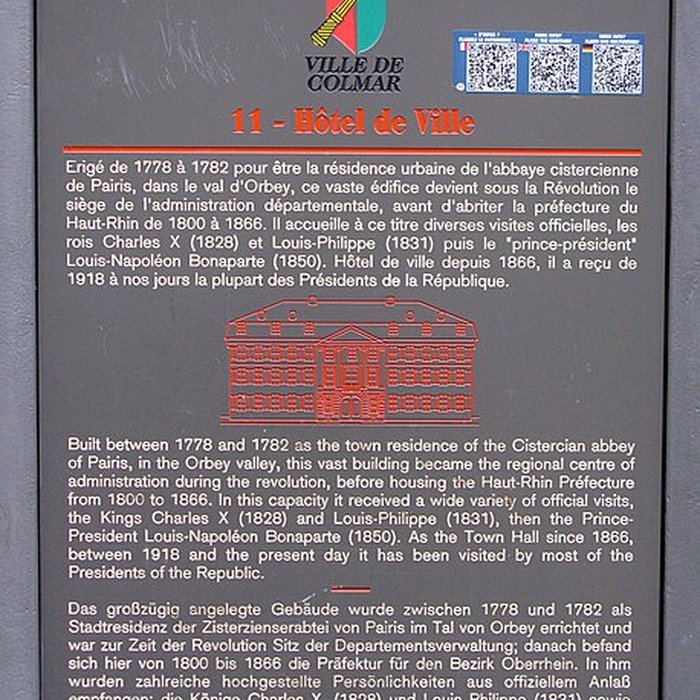 VILLE DE
COLMAR
11 - Hôtel de Ville
Erigé de 1778 à 1782 pour être la résidence urbaine de l'abbaye cistercienne
de Pairis, dans le val d'Orbey, ce vaste édifice devient sous la Révolution le
siège de l'administration départementale, avant d'abriter la préfecture du
Haut-Rhin de 1800 à 1866. Il accueille à ce titre diverses visites officielles, les
rois Charles X (1828) et Louis-Philippe (1831) puis le "prince-président"
Louis-Napoléon Bonaparte (1850). Hôtel de ville depuis 1866, il a reçu de
1918 à nos jours la plupart des Présidents de la République.
Built between 1778 and 1782 as the town residence of the Cistercian abbey
of Pairis, in the Orbey valley, this vast building became the regional centre of
administration during the revolution, before housing the Haut-Rhin Préfecture
from 1800 to 1866. In this capacity it received a wide variety of official visits,
the Kings Charles X (1828) and Louis-Philippe (1831), then the Prince-
President Louis-Napoléon Bonaparte (1850). As the Town Hall since 1866,
between 1918 and the present day it has been visited by most of the
Presidents of the Republic.
Das großzügig angelegte Gebäude wurde zwischen 1778 und 1782 als
Stadtresidenz der Zisterzienserabtei von Pairis im Tal von Orbey errichtet und
war zur Zeit der Revolution Sitz der Departementsverwaltung; danach befand
sich hier von 1800 bis 1866 die Präfektur für den Bezirk Oberrhein. In ihm
wurden zahlreiche hochgestellte Persönlichkeiten aus offiziellem Anlaß
empfangen: die Könige Charles X (1828) und Louis-Philippe (1831) sowie